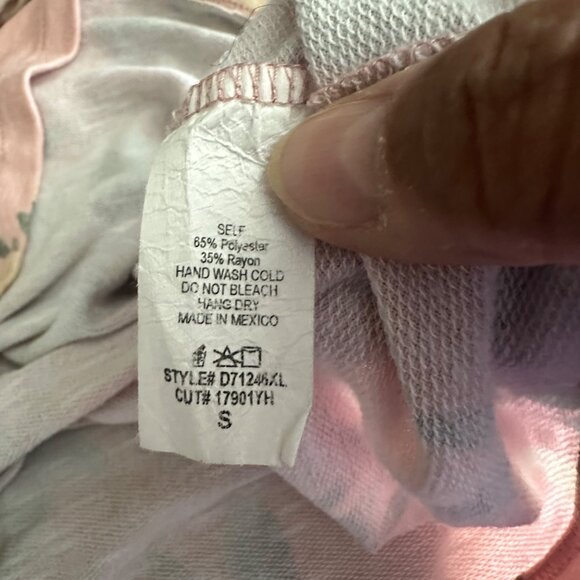 SELF
65% Polyester
35% Rayon
HAND WASH COLD
DO NOT BLEACH
HANG DRY
MADE IN MEXICO
STYLE# D71246XL
CUT# 17901YH
S